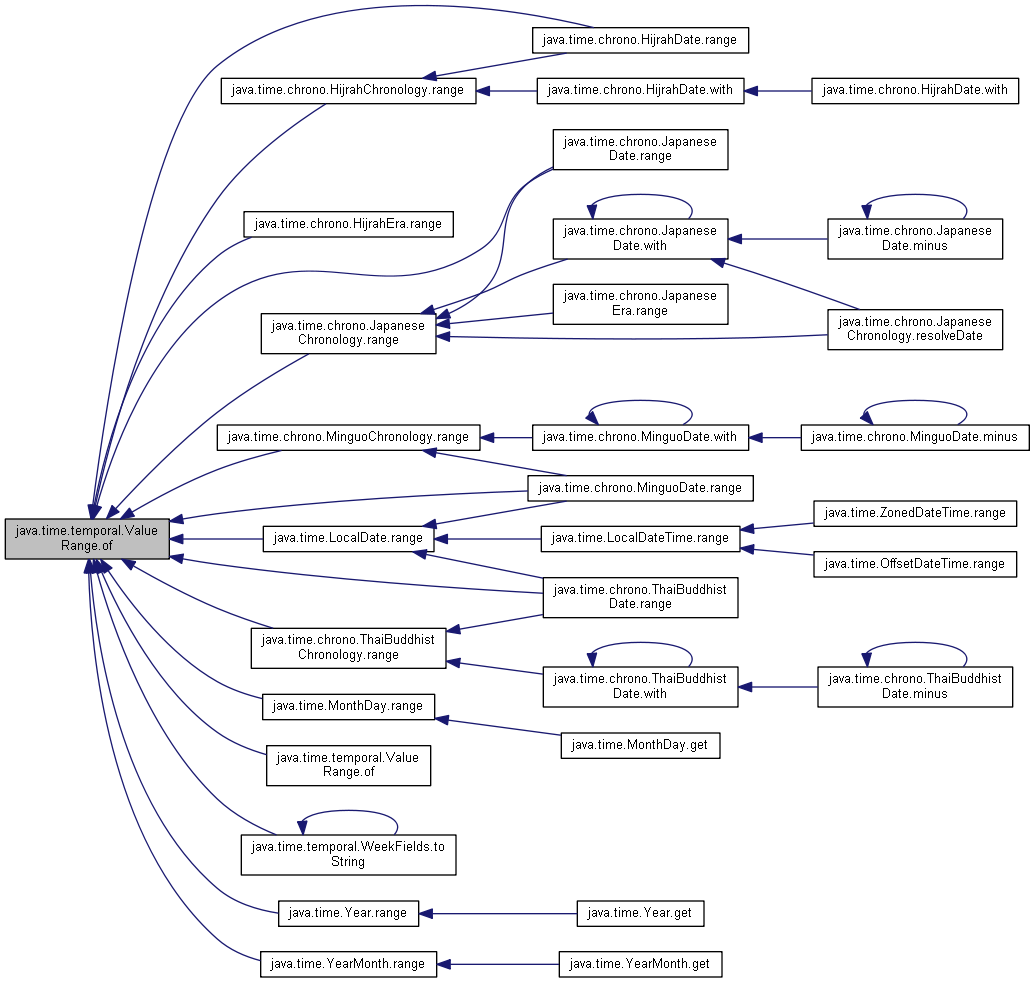 java.time.chrono.HijrahDate.range
java.time.chrono.HijrahChronology.range
java.time.chrono.HijrahDate.with
java.time.chrono.HijrahDate.with
java.time.chrono.Japanese
Date.range
java.time.chrono.HijrahEra.range
java.time.chrono.Japanese
Date.with
java.time.chrono.Japanese
Date.minus
java.time.chrono.Japanese
Era.range
java.time.chrono.Japanese
Chronology.range
java.time.chrono.Japanese
Chronology.resolveDate
java.time.chrono.MinguoChronology.range
java.time.chrono.MinguoDate.with
java.time.chrono.MinguoDate.minus
java.time.chrono.MinguoDate.range
java.time.temporal.Value
Range.of
java.time.LocalDate.range
java.time.LocalDateTime.range
java.time.ZonedDateTime.range
java.time.OffsetDateTime.range
java.time.chrono.ThaiBuddhist
Date.range
java.time.chrono.ThaiBuddhist
Chronology.range
java.time.chrono.ThaiBuddhist
Date.with
java.time.chrono.ThaiBuddhist
Date.minus
java.time.MonthDay.range
java.time.MonthDay.get
java.time.temporal.Value
Range.of
java.time.temporal.WeekFields.to
String
java.time.Year.range
java.time.Year.get
java.time.YearMonth.range
java.time.YearMonth.get